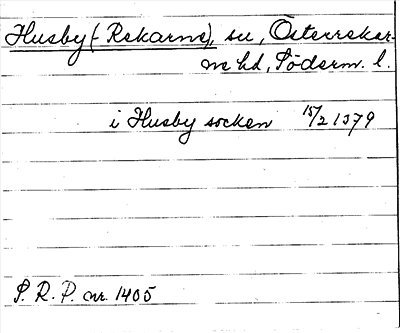 Husby (Rekarne), sn, Österrekar-
ne hd, Söderm. l.
i Husby socken 15/2 1379
S. R. P. nr. 1405